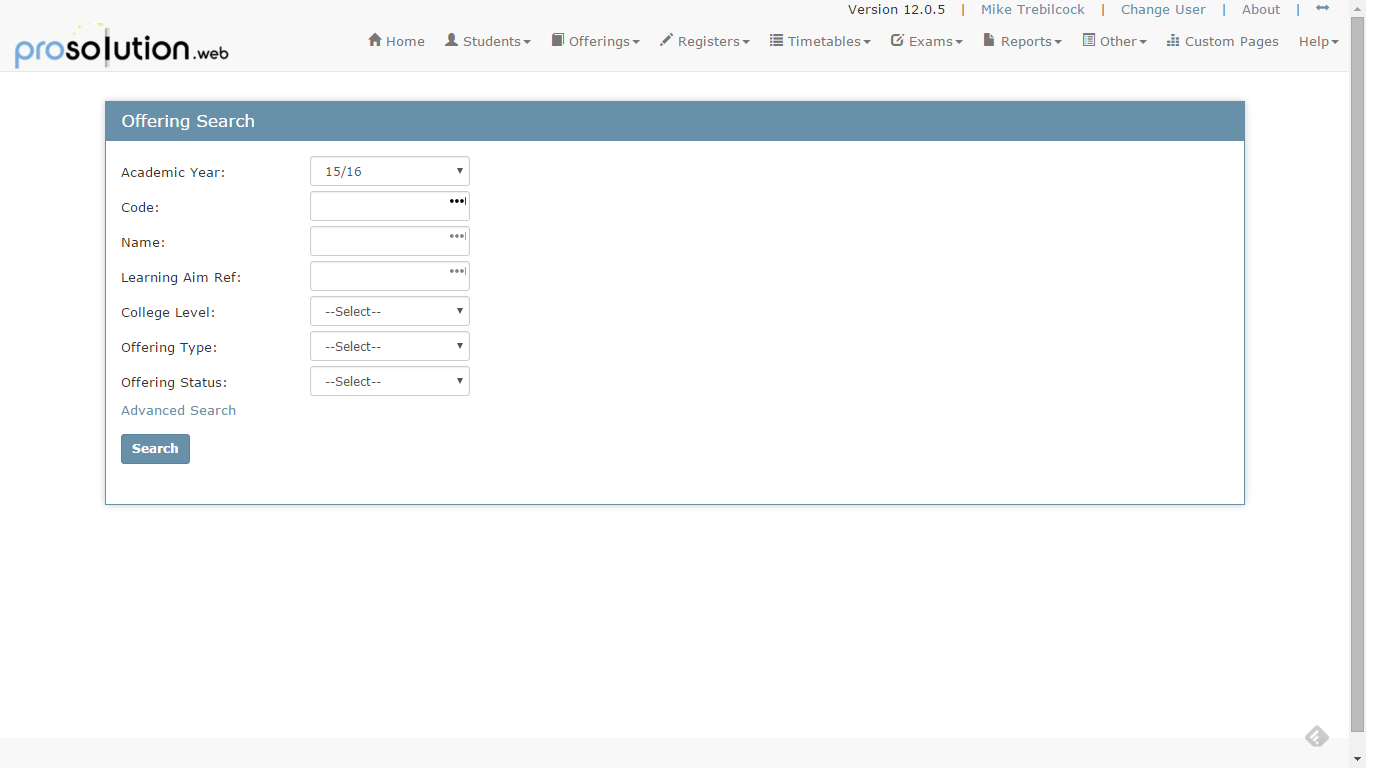 Version 12.0.5 | Mike Trebilcock | Change User | About |
prosolution.web
Home Students Offerings Registers Timetables Exams Reports Other Custom Pages Help
Offering Search
Academic Year: 15/16
Code:
Name:
Learning Aim Ref:
College Level: --Select--
Offering Type: --Select--
Offering Status: --Select--
Advanced Search
Search